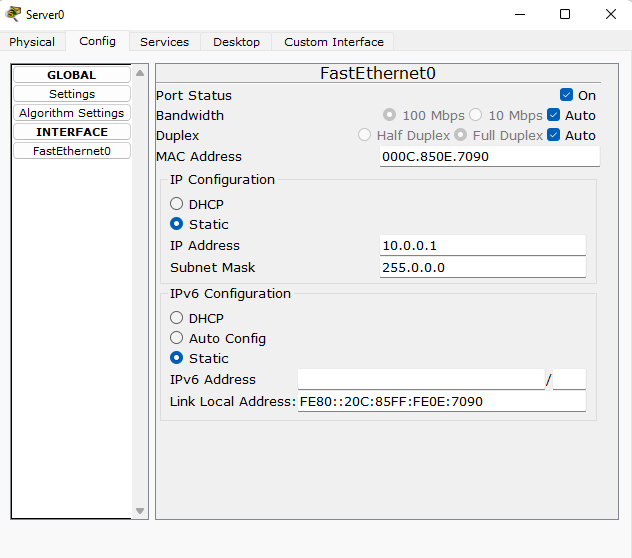 Server0
Physical Config Services Desktop Custom Interface
GLOBAL
Settings
Algorithm Settings
INTERFACE
FastEthernet0
FastEthernet0
Port Status On
Bandwidth 100 Mbps 10 Mbps Auto
Duplex Half Duplex Full Duplex Auto
MAC Address 000C.850E.7090
IP Configuration
DHCP
Static
IP Address 10.0.0.1
Subnet Mask 255.0.0.0
IPv6 Configuration
DHCP
Auto Config
Static
IPv6 Address /
Link Local Address: FE80::20C:85FF:FE0E:7090